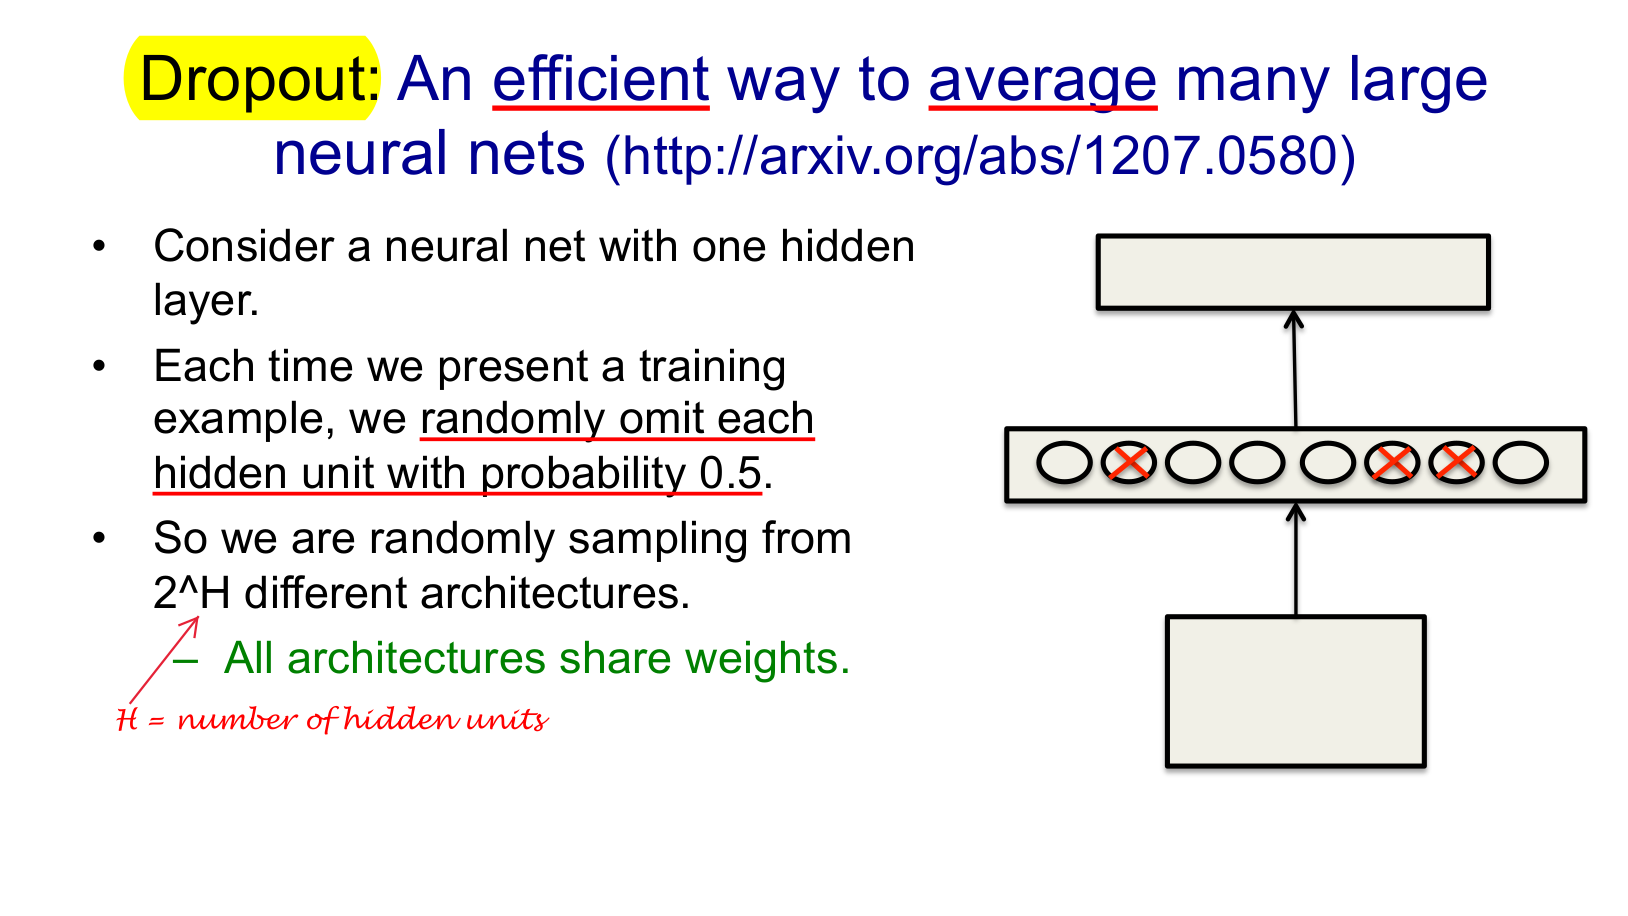 Dropout: An efficient way to average many large
neural nets (http://arxiv.org/abs/1207.0580)
• Consider a neural net with one hidden
layer.
• Each time we present a training
example, we randomly omit each
hidden unit with probability 0.5.
• So we are randomly sampling from
2^H different architectures.
– All architectures share weights.
H = number of hidden units